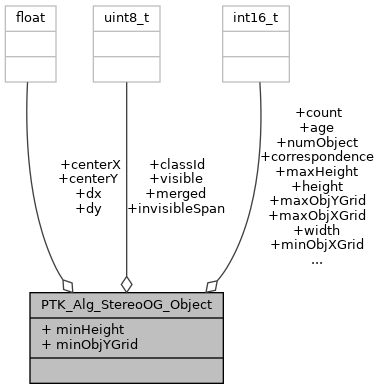 float
uint8_t
int16_t
+centerX
+centerY
+dx
+dy
+classId
+visible
+merged
+invisibleSpan
+count
+age
+numObject
+correspondence
+maxHeight
+height
+maxObjYGrid
+maxObjXGrid
+width
+minObjXGrid
...
PTK_Alg_StereoOG_Object
+ minHeight
+ minObjYGrid